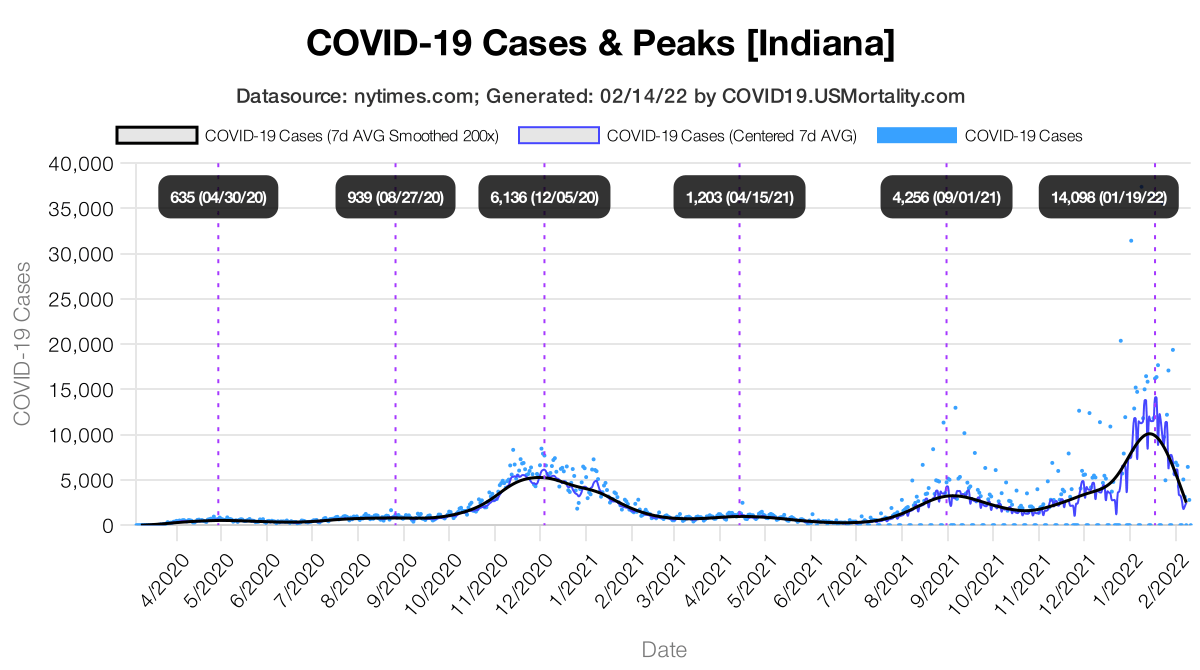 COVID-19 Cases & Peaks [Indiana]
Datasource: nytimes.com; Generated: 02/14/22 by COVID19.USMortality.com
COVID-19 Cases (7d AVG Smoothed 200x) COVID-19 Cases (Centered 7d AVG) COVID-19 Cases
40,000
635 (04/30/20) 939 (08/27/20) 6,136 (12/05/20) 1,203 (04/15/21) 4,256 (09/01/21) 14,098 (01/19/22)
35,000
30,000
25,000
20,000
15,000
10,000
5,000
0
COVID-19 Cases
4/2020 5/2020 6/2020 7/2020 8/2020 9/2020 10/2020 11/2020 12/2020 1/2021 2/2021 3/2021 4/2021 5/2021 6/2021 7/2021 8/2021 9/2021 10/2021 11/2021 12/2021 1/2022 2/2022
Date